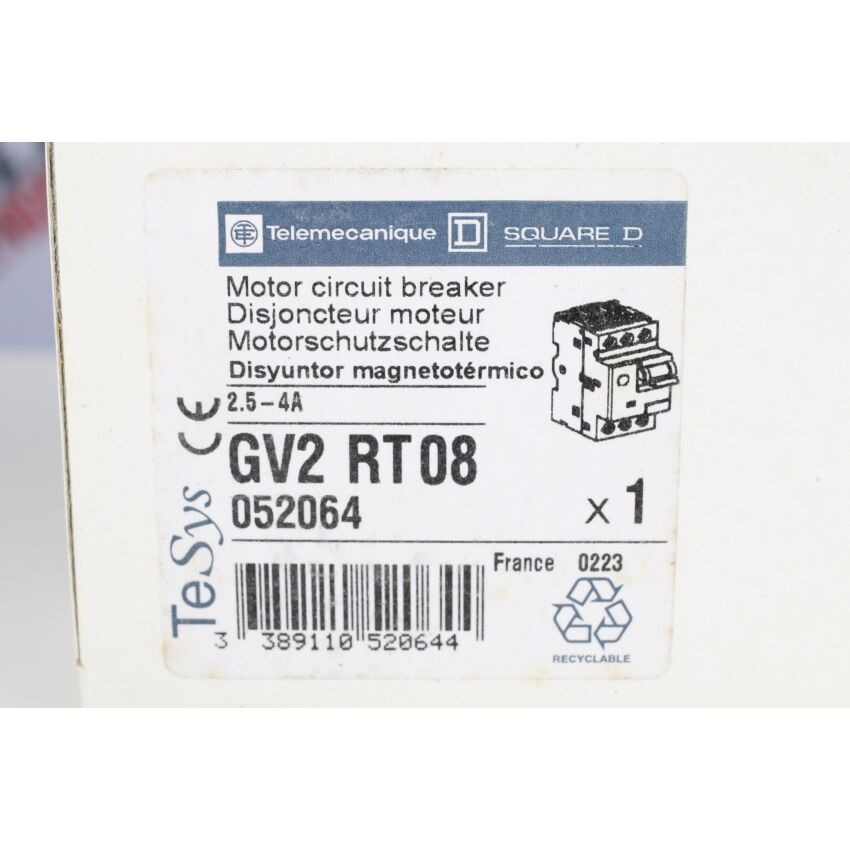 Telemecanique D SQUARE D
Motor circuit breaker
Disjoncteur moteur
Motorschutzschalte
Disyuntor magnetotérmico
2.5-4A
CE
GV2 RT08
052064
x 1
TeSys
France 0223
3 389110 520644
RECYCLABLE